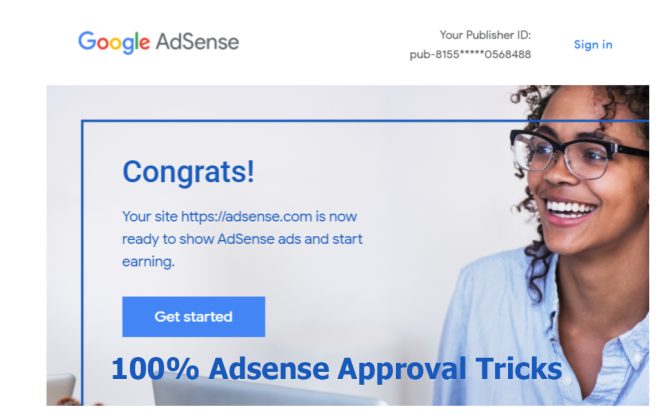 Google AdSense
Your Publisher ID:
pub-8155*****0568488
Sign in
Congrats!
Your site https://adsense.com is now
ready to show AdSense ads and start
earning.
Get started
100% Adsense Approval Tricks